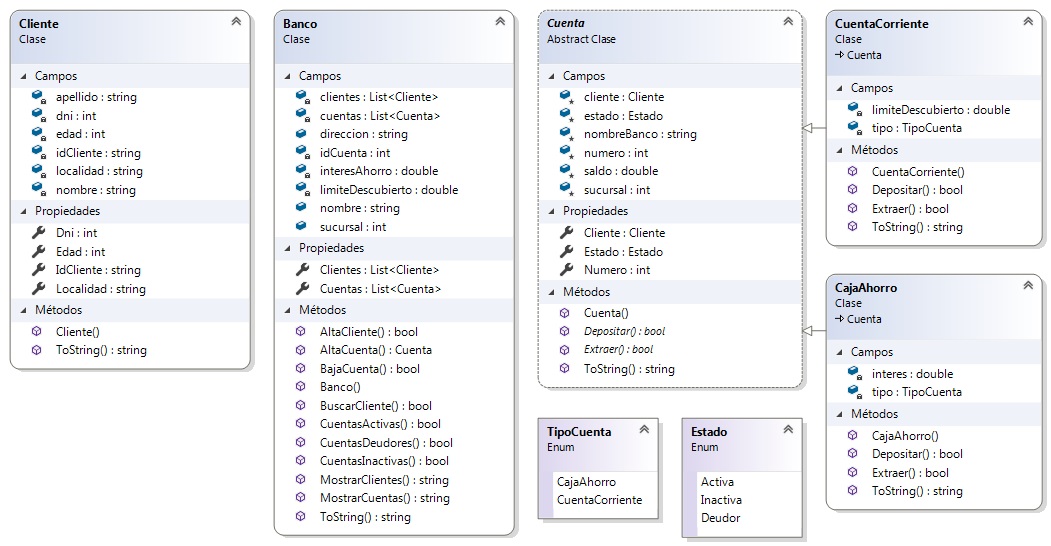 Cliente
Clase
Campos
apellido : string
dni : int
edad : int
idCliente : string
localidad : string
nombre : string
Propiedades
Dni : int
Edad : int
IdCliente : string
Localidad : string
Métodos
Cliente()
ToString() : string
Banco
Clase
Campos
clientes : List<Cliente>
cuentas : List<Cuenta>
direccion : string
idCuenta : int
interesAhorro : double
limiteDescubierto : double
nombre : string
sucursal : int
Propiedades
Clientes : List<Cliente>
Cuentas : List<Cuenta>
Métodos
AltaCliente() : bool
AltaCuenta() : Cuenta
BajaCuenta() : bool
Banco()
BuscarCliente() : bool
CuentasActivas() : bool
CuentasDeudores() : bool
CuentasInactivas() : bool
MostrarClientes() : string
MostrarCuentas() : string
ToString() : string
Cuenta
Abstract Clase
Campos
cliente : Cliente
estado : Estado
nombreBanco : string
numero : int
saldo : double
sucursal : int
Propiedades
Cliente : Cliente
Estado : Estado
Numero : int
Métodos
Cuenta()
Depositar() : bool
Extraer() : bool
ToString() : string
TipoCuenta
Enum
CajaAhorro
CuentaCorriente
Estado
Enum
Activa
Inactiva
Deudor
CuentaCorriente
Clase
Cuenta
Campos
limiteDescubierto : double
tipo : TipoCuenta
Métodos
CuentaCorriente()
Depositar() : bool
Extraer() : bool
ToString() : string
CajaAhorro
Clase
Cuenta
Campos
interes : double
tipo : TipoCuenta
Métodos
CajaAhorro()
Depositar() : bool
Extraer() : bool
ToString() : string